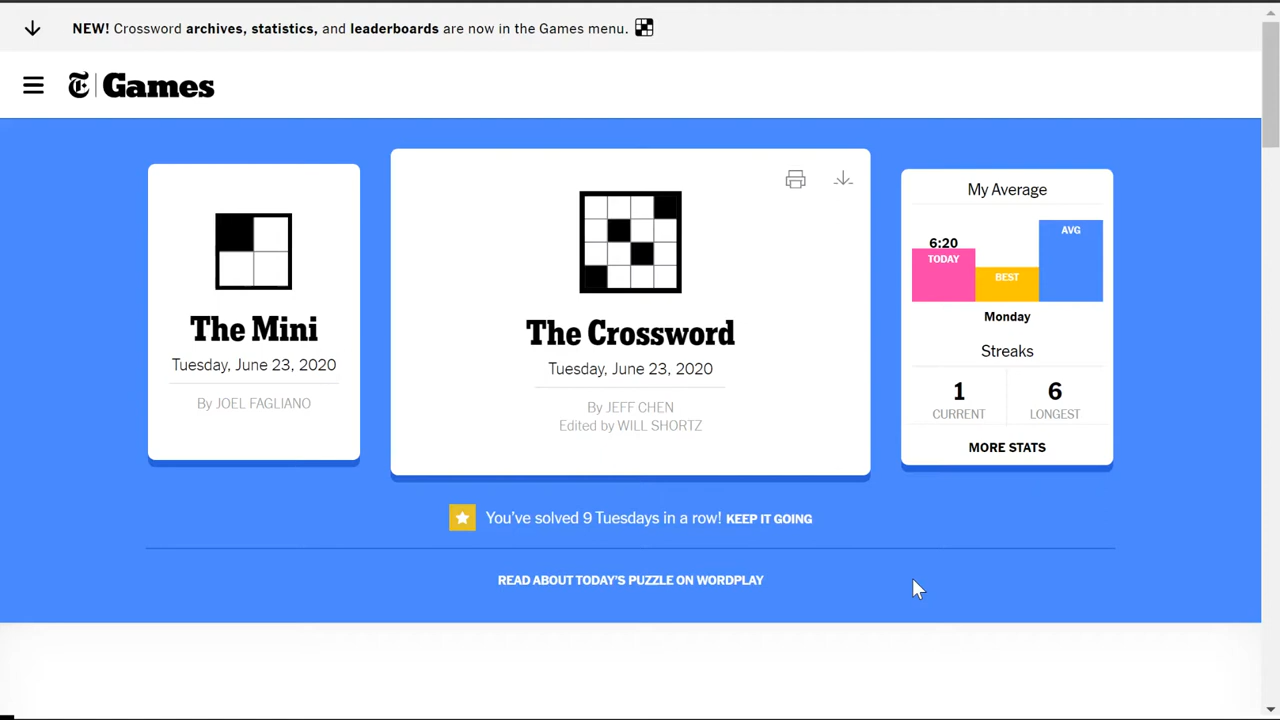 NEW! Crossword archives, statistics, and leaderboards are now in the Games menu.
T Games
The Mini
Tuesday, June 23, 2020
By JOEL FAGLIANO
The Crossword
Tuesday, June 23, 2020
By JEFF CHEN
Edited by WILL SHORTZ
My Average
6:20
TODAY
BEST
AVG
Monday
Streaks
1
CURRENT
6
LONGEST
MORE STATS
You've solved 9 Tuesdays in a row! KEEP IT GOING
READ ABOUT TODAY'S PUZZLE ON WORDPLAY